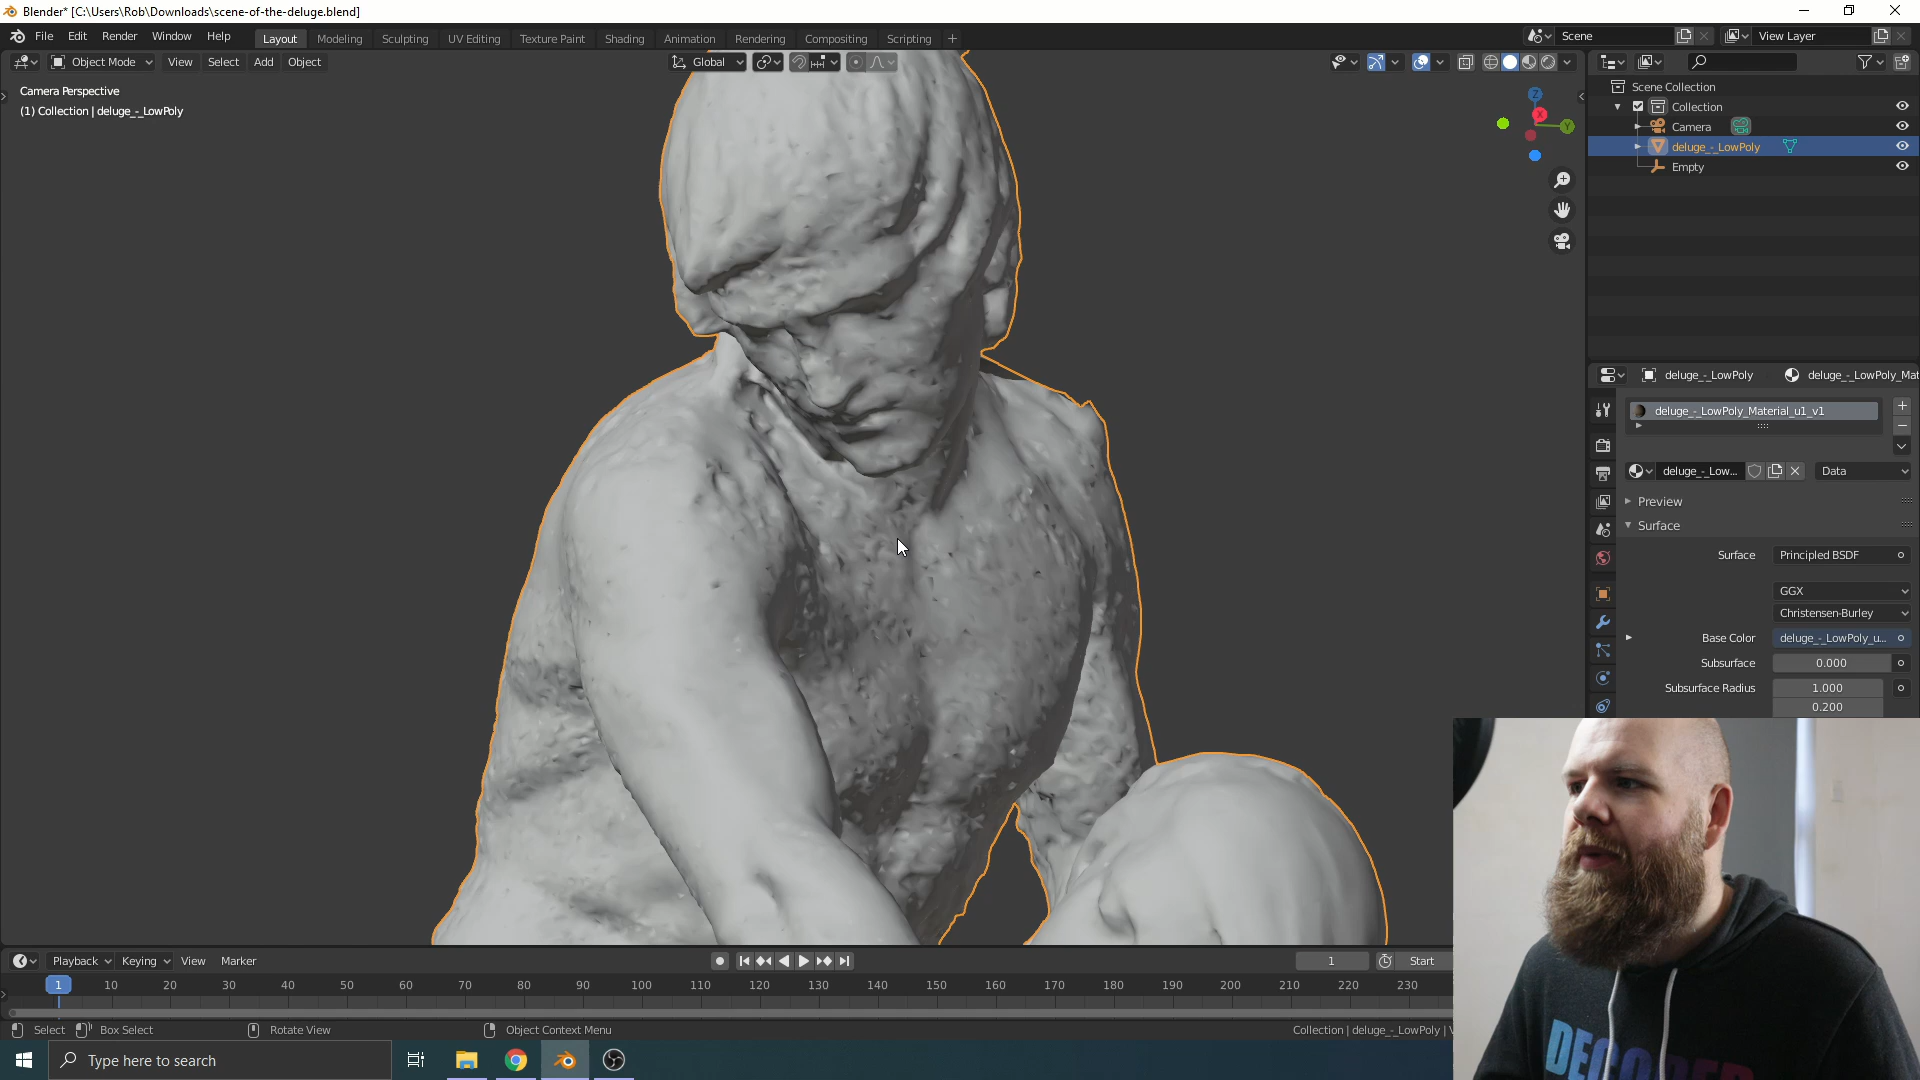 Blender* [C:\Users\Rob\Downloads\scene-of-the-deluge.blend]
File Edit Render Window Help
Layout Modeling Sculpting UV Editing Texture Paint Shading Animation Rendering Compositing Scripting +
Scene
View Layer
Object Mode View Select Add Object
Global
Camera Perspective
(1) Collection | deluge_-_LowPoly
Z
X
Y
Scene Collection
Collection
Camera
deluge_-_LowPoly
Empty
deluge_-_LowPoly deluge_-_LowPoly_Mat
deluge_-_LowPoly_Material_u1_v1
deluge_-_Low... Data
Preview
Surface
Surface Principled BSDF
GGX
Christensen-Burley
Base Color deluge_-_LowPoly_u...
Subsurface 0.000
Subsurface Radius 1.000
0.200
Playback Keying View Marker
1 Start
1 10 20 30 40 50 60 70 80 90 100 110 120 130 140 150 160 170 180 190 200 210 220 230
Select Box Select Rotate View Object Context Menu
Collection | deluge_-_LowPoly | V
Type here to search
DECODED